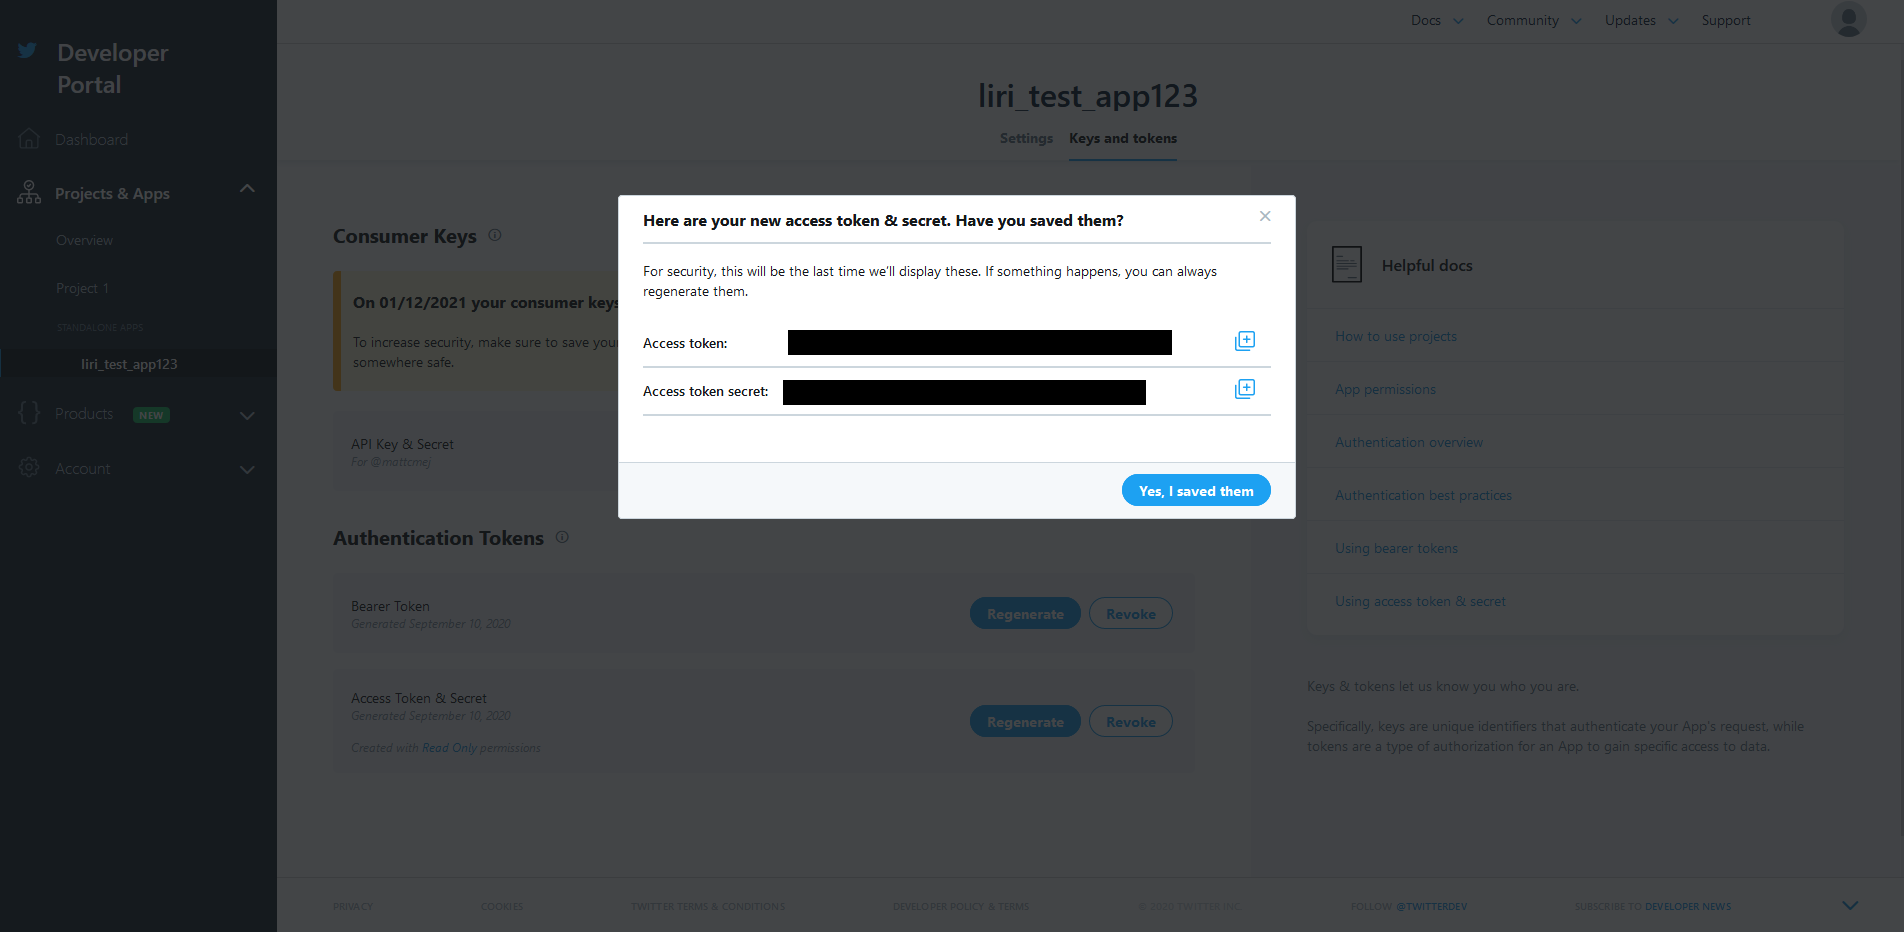 Developer
Portal
Dashboard
Projects & Apps
Overview
Project 1
STANDALONE APPS
liri_test_app123
Products NEW
Account
Docs Community Updates Support
liri_test_app123
Settings Keys and tokens
Consumer Keys
On 01/12/2021 your consumer keys
To increase security, make sure to save you
somewhere safe.
API Key & Secret
For @mattcmej
Here are your new access token & secret. Have you saved them?
For security, this will be the last time we'll display these. If something happens, you can always
regenerate them.
Access token:
Access token secret:
Yes, I saved them
Authentication Tokens
Bearer Token
Generated September 10, 2020
Regenerate Revoke
Access Token & Secret
Generated September 10, 2020
Created with Read Only permissions
Regenerate Revoke
Helpful docs
How to use projects
App permissions
Authentication overview
Authentication best practices
Using bearer tokens
Using access token & secret
Keys & tokens let us know you who you are.
Specifically, keys are unique identifiers that authenticate your App's request, while
tokens are a type of authorization for an App to gain specific access to data.
PRIVACY COOKIES TWITTER TERMS & CONDITIONS DEVELOPER POLICY & TERMS © 2020 TWITTER INC. FOLLOW @TWITTERDEV SUBSCRIBE TO DEVELOPER NEWS